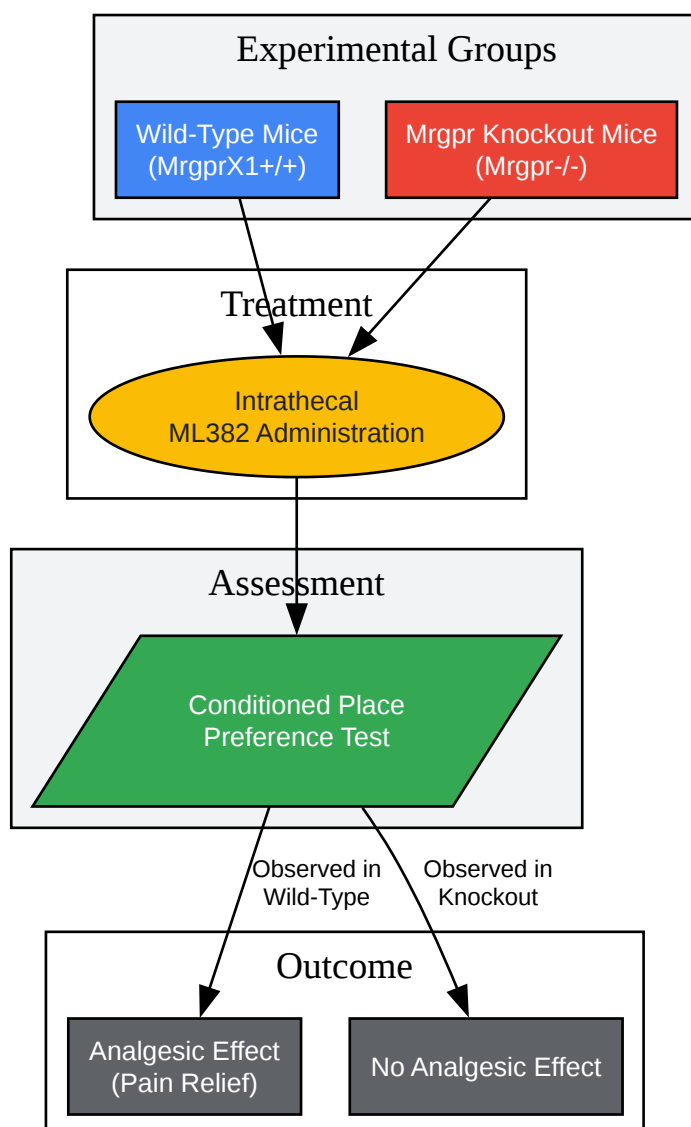 Experimental Groups
Wild-Type Mice
(MrgprX1+/+)
Mrgpr Knockout Mice
(Mrgpr-/-)
Treatment
Intrathecal
ML382 Administration
Assessment
Conditioned Place
Preference Test
Observed in
Wild-Type
Observed in
Knockout
Outcome
Analgesic Effect
(Pain Relief)
No Analgesic Effect